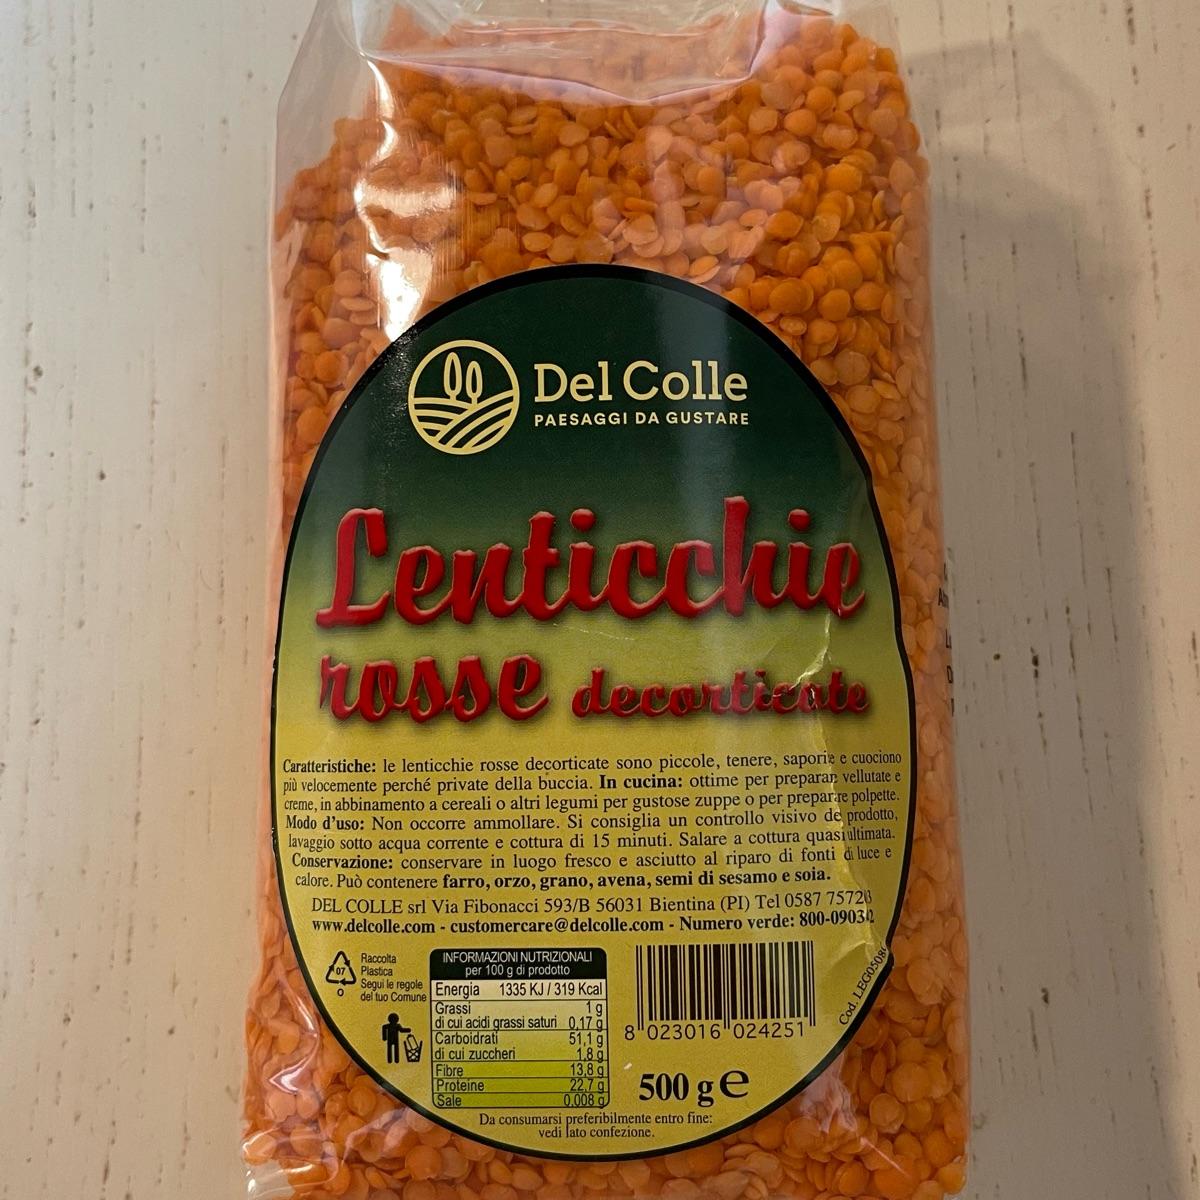 Del Colle
PAESAGGI DA GUSTARE
Lenticchie
rosse decorticate
Caratteristiche: le lenticchie rosse decorticate sono piccole, tenere, saporie e cuociono
più velocemente perché private della buccia. In cucina: ottime per preparare vellutate e
creme, in abbinamento a cereali o altri legumi per gustose zuppe o per preparare polpette.
Modo d'uso: Non occorre ammollare. Si consiglia un controllo visivo de prodotto,
lavaggio sotto acqua corrente e cottura di 15 minuti. Salare a cottura quasi ultimata.
Conservazione: conservare in luogo fresco e asciutto al riparo di fonti di luce e
calore. Può contenere farro, orzo, grano, avena, semi di sesamo e soia.
DEL COLLE srl Via Fibonacci 593/B 56031 Bientina (PI) Tel 0587
www.delcolle.com - customercare@delcolle.com - Numero verde:
Raccolta
Plastica
Segui le regole
del tuo Comune
07
O
INFORMAZIONI NUTRIZIONALI
per 100 g di prodotto
Energia 1335 KJ / 319 Kcal
Grassi 1 g
di cui acidi grassi saturi 0,17 g
Carboidrati 51,1 g
di cui zuccheri 1,8 g
Fibre 13,8 g
Proteine 22,7 g
Sale 0,008 g
8 023016 024251
Cod.
500 g e
Da consumarsi preferibilmente entro fine:
vedi lato confezione.